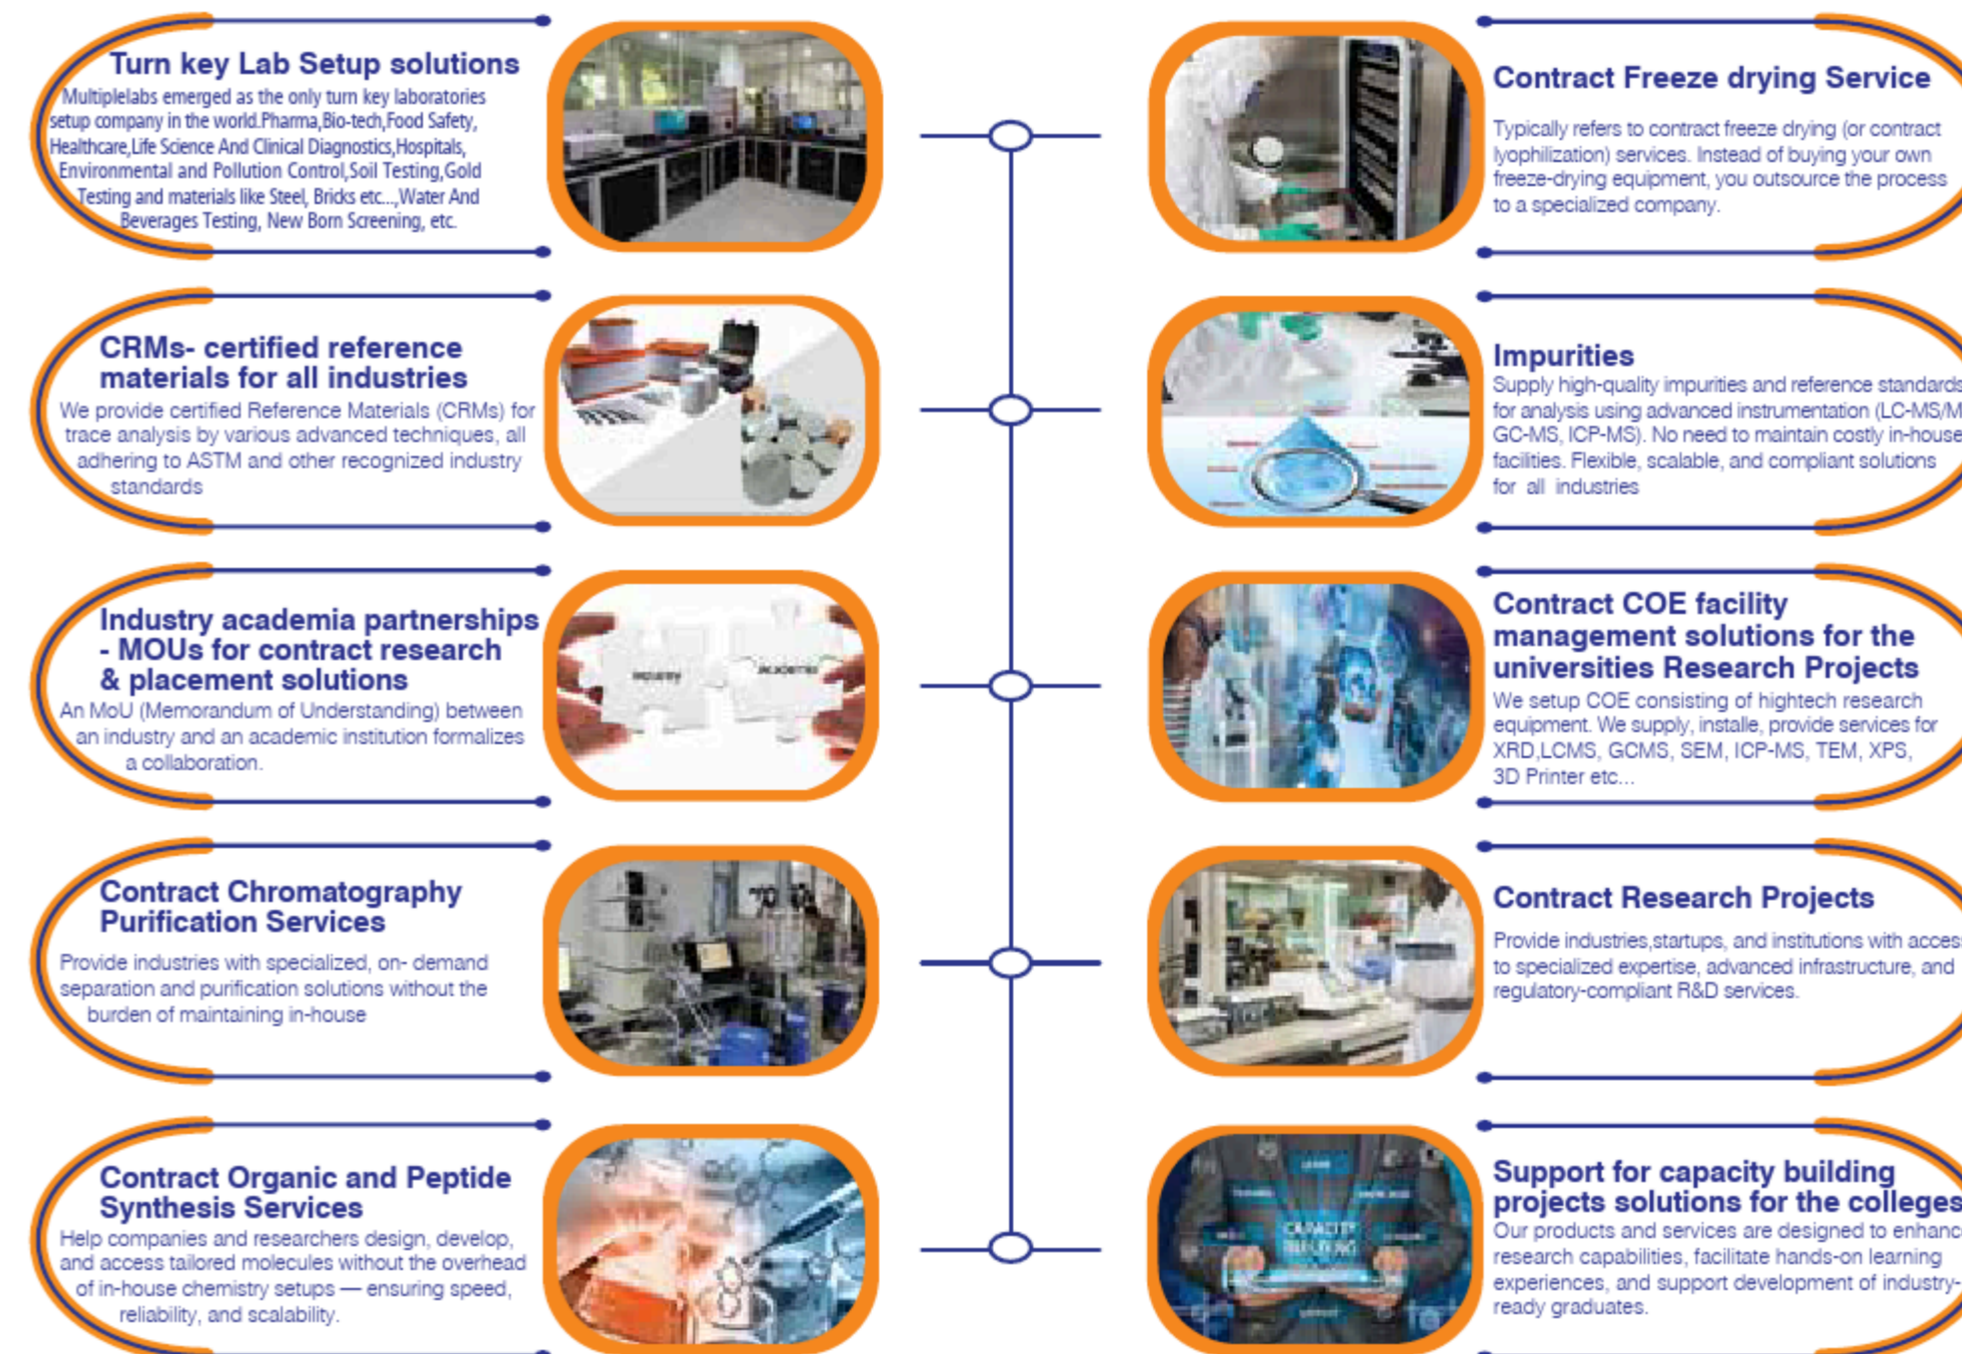 Turn key Lab Setup solutions
Multiplelabs emerged as the only turn key laboratories
setup company in the world.Pharma,Bio-tech,Food Safety,
Healthcare,Life Science And Clinical Diagnostics,Hospitals,
Environmental and Pollution Control,Soil Testing,Gold
Testing and materials like Steel, Bricks etc...,Water And
Beverages Testing, New Born Screening, etc.
CRMs- certified reference
materials for all industries
We provide certified Reference Materials (CRMs) for
trace analysis by various advanced techniques, all
adhering to ASTM and other recognized industry
standards
Industry academia partnerships
- MOUs for contract research
& placement solutions
An MoU (Memorandum of Understanding) between
an industry and an academic institution formalizes
a collaboration.
Contract Chromatography
Purification Services
Provide industries with specialized, on- demand
separation and purification solutions without the
burden of maintaining in-house
Contract Organic and Peptide
Synthesis Services
Help companies and researchers design, develop,
and access tailored molecules without the overhead
of in-house chemistry setups — ensuring speed,
reliability, and scalability.
Contract Freeze drying Service
Typically refers to contract freeze drying (or contract
lyophilization) services. Instead of buying your own
freeze-drying equipment, you outsource the process
to a specialized company.
Impurities
Supply high-quality impurities and reference standards
for analysis using advanced instrumentation (LC-MS/M
GC-MS, ICP-MS). No need to maintain costly in-house
facilities. Flexible, scalable, and compliant solutions
for all industries
Contract COE facility
management solutions for the
universities Research Projects
We setup COE consisting of hightech research
equipment. We supply, installe, provide services for
XRD,LCMS, GCMS, SEM, ICP-MS, TEM, XPS,
3D Printer etc...
Contract Research Projects
Provide industries,startups, and institutions with access
to specialized expertise, advanced infrastructure, and
regulatory-compliant R&D services.
CAPACITY
BUILDING
Support for capacity building
projects solutions for the colleges
Our products and services are designed to enhance
research capabilities, facilitate hands-on learning
experiences, and support development of industry-
ready graduates.